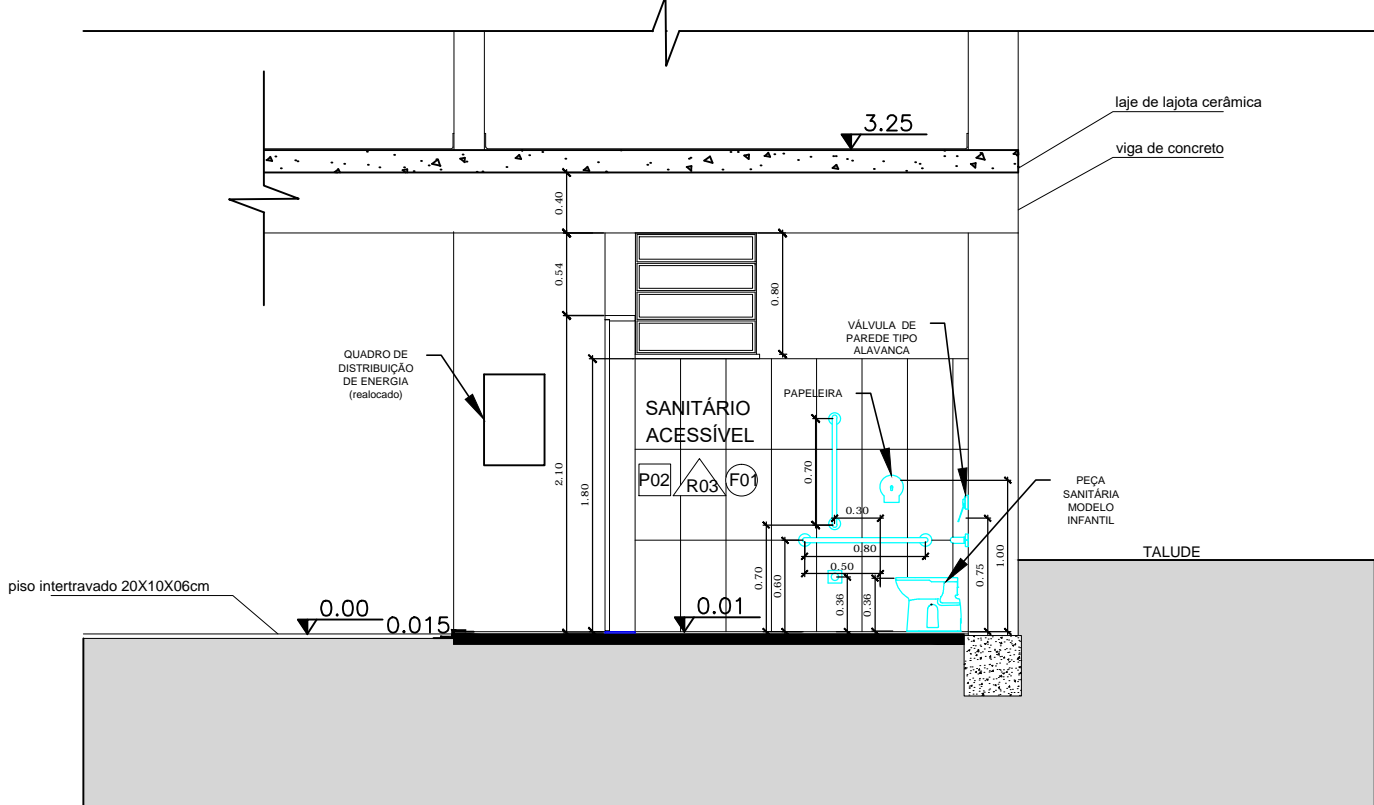 laje de lajota cerâmica
3.25
viga de concreto
0.40
0.54
0.80
VÁLVULA DE
PAREDE TIPO
ALAVANCA
QUADRO DE
DISTRIBUIÇÃO
DE ENERGIA
(realocado)
PAPELEIRA
SANITÁRIO
ACESSÍVEL
P02
R03
F01
2.10
1.80
0.70
PEÇA
SANITÁRIA
MODELO
INFANTIL
0.30
0.80
0.50
0.70
0.60
0.36
0.36
0.75
1.00
TALUDE
piso intertravado 20X10X06cm
0.00
0.015
0.01